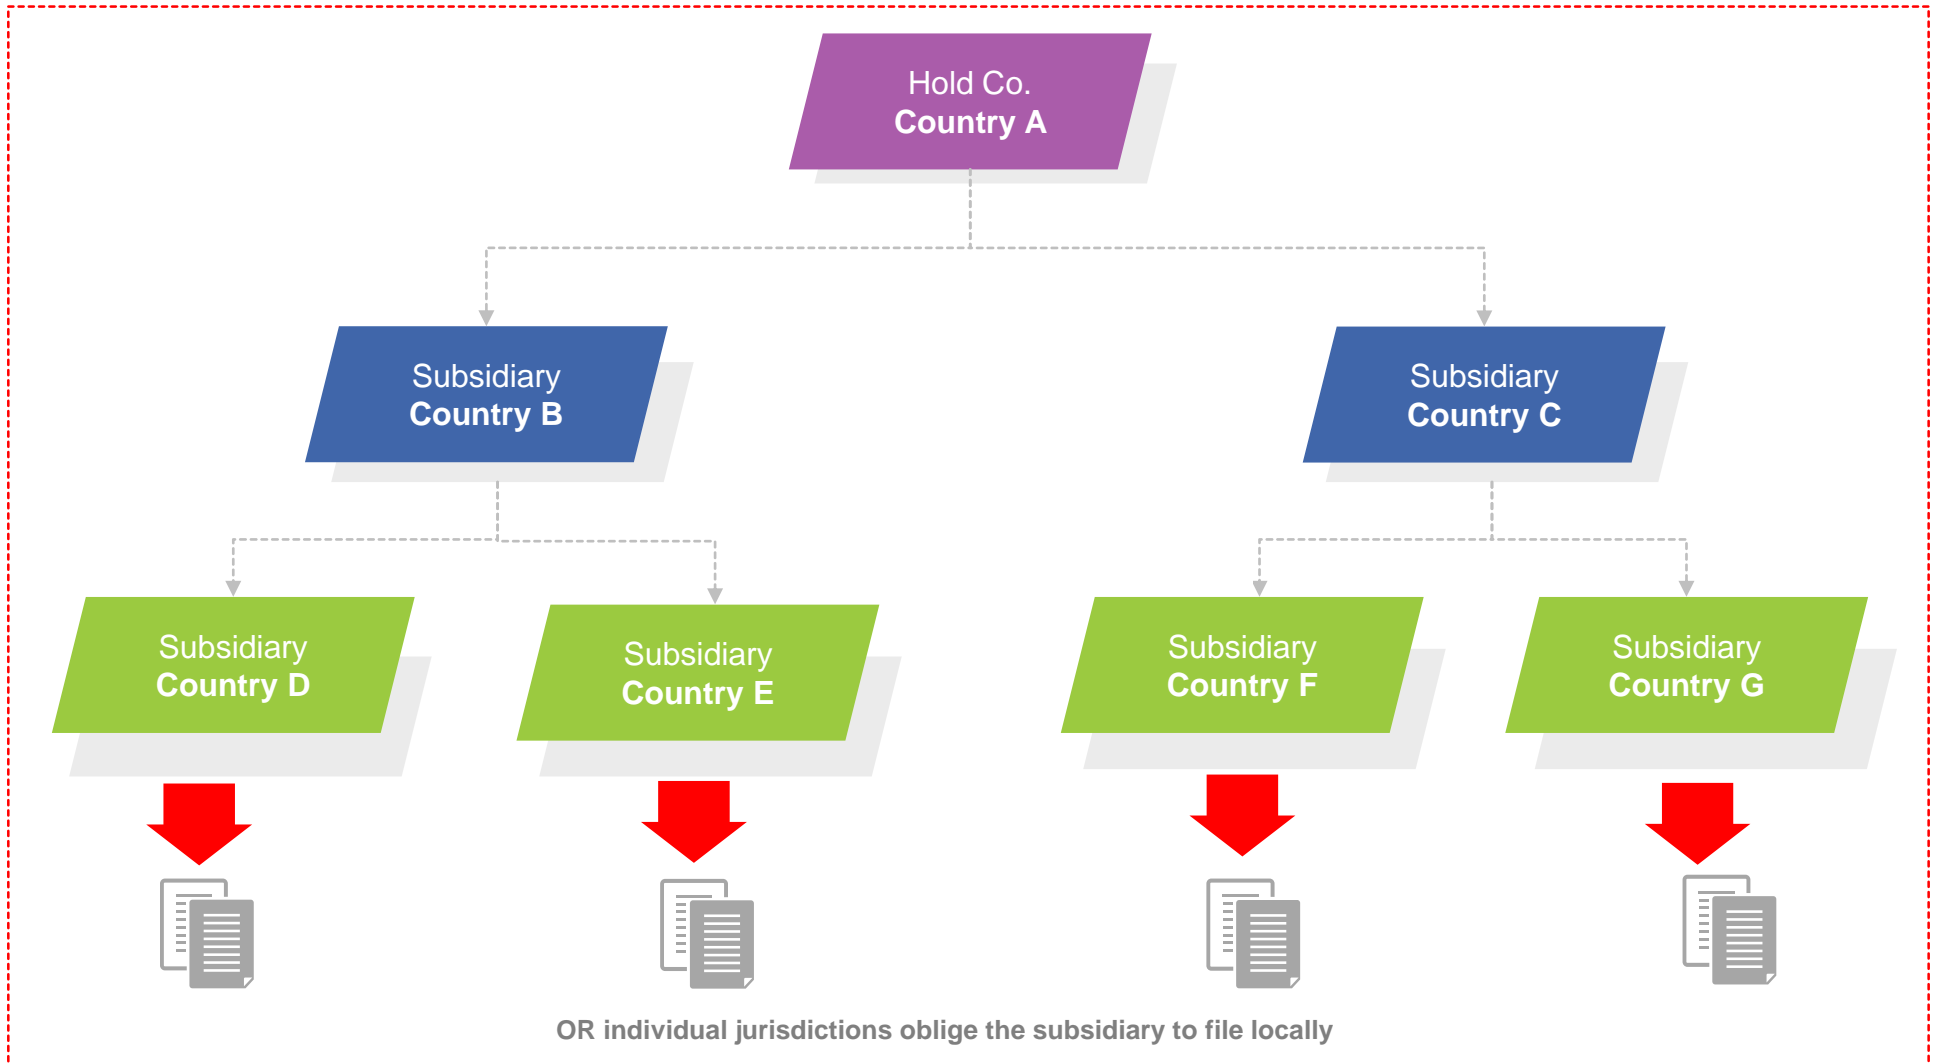 Hold Co.
Country A
Subsidiary
Country B
Subsidiary
Country C
Subsidiary
Country D
Subsidiary
Country E
Subsidiary
Country F
Subsidiary
Country G
OR individual jurisdictions oblige the subsidiary to file locally